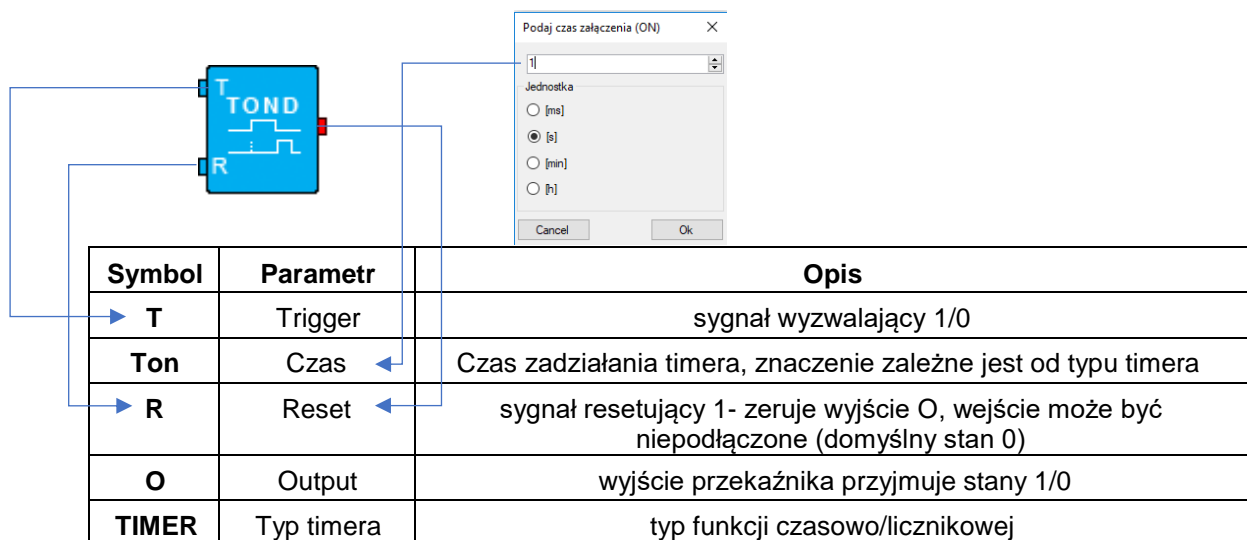 Podaj czas załączenia (ON)
1
Jednostka
[ms]
[s]
[min]
[h]
Cancel Ok
T
TOND
R
Symbol Parametr Opis
T Trigger sygnał wyzwalający 1/0
Ton Czas Czas zadziałania timera, znaczenie zależne jest od typu timera
R Reset sygnał resetujący 1- zeruje wyjście O, wejście może być
niepodłączone (domyślny stan 0)
O Output wyjście przekaźnika przyjmuje stany 1/0
TIMER Typ timera typ funkcji czasowo/licznikowej